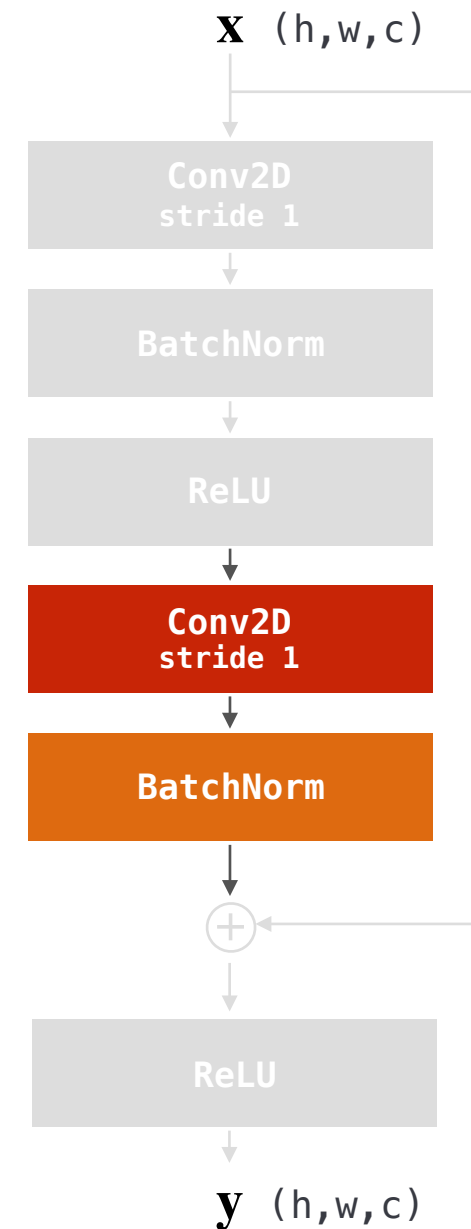 x (h,w,c)
Conv2D
stride 1
BatchNorm
ReLU
Conv2D
stride 1
BatchNorm
ReLU
y (h,w,c)